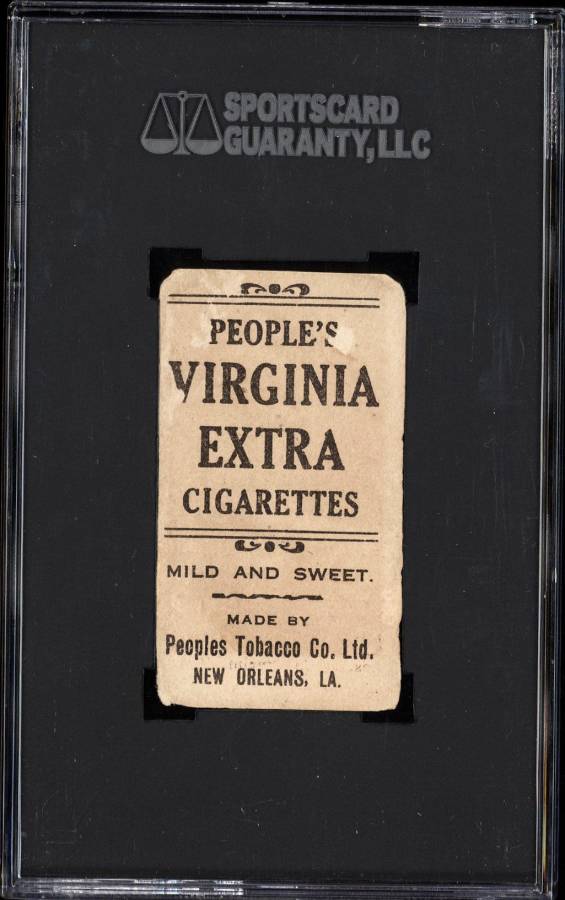 SPORTSCARD
GUARANTY, LLC
PEOPLE'S
VIRGINIA
EXTRA
CIGARETTES
MILD AND SWEET.
MADE BY
Peoples Tobacco Co. Ltd.
NEW ORLEANS, LA.